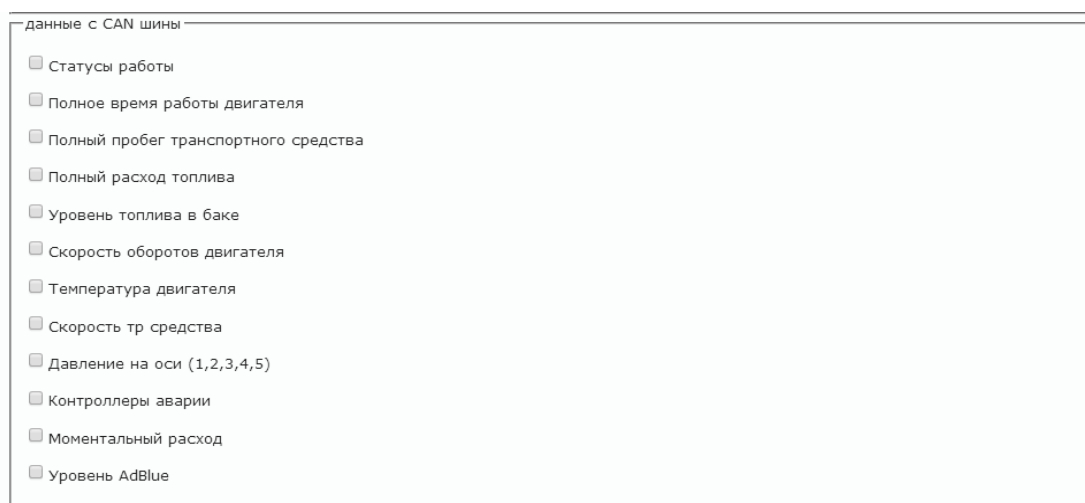 данные с CAN шины
Статусы работы
Полное время работы двигателя
Полный пробег транспортного средства
Полный расход топлива
Уровень топлива в баке
Скорость оборотов двигателя
Температура двигателя
Скорость тр средства
Давление на оси (1,2,3,4,5)
Контроллеры аварии
Моментальный расход
Уровень AdBlue